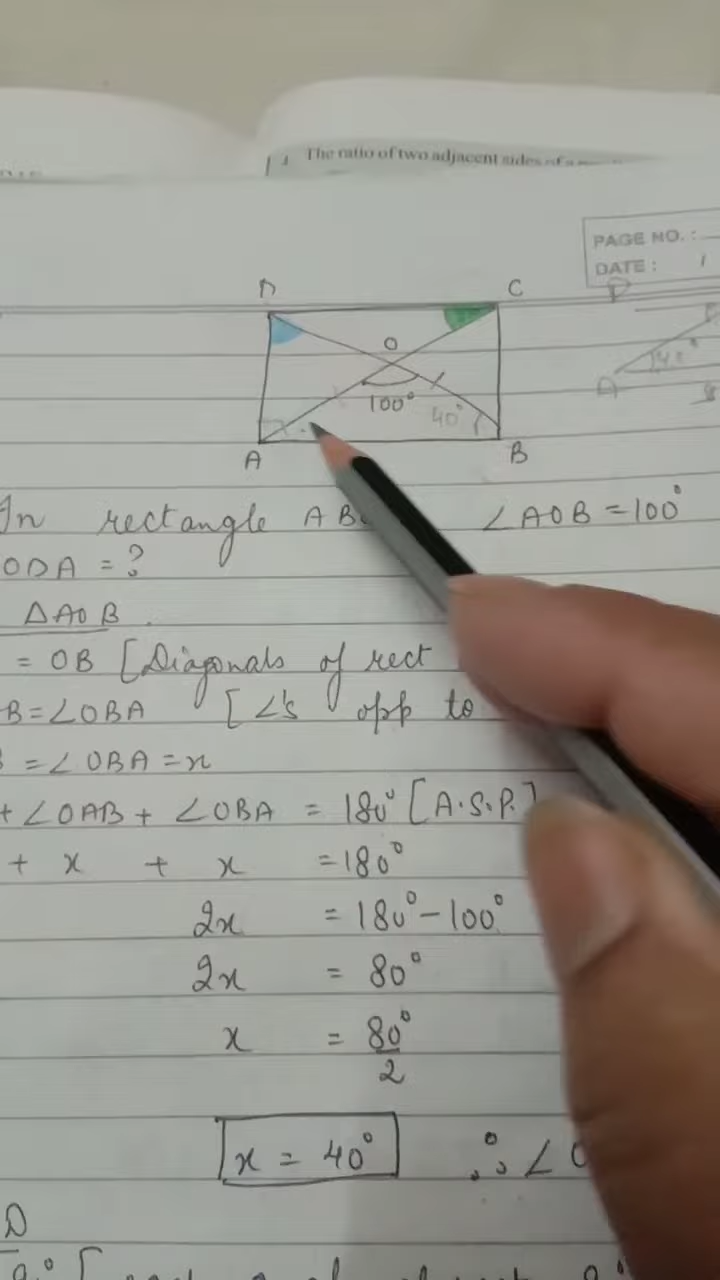 The ratio of two adjacent sides of a
PAGE NO. :
DATE :
D
C
O
100°
40°
A
B
A
In rectangle AB ∠AOB = 100°
ODA = ?
△AOB
= OB [Diagonals of rect
B = ∠OBA [∠'s opp to
= ∠OBA = x
+ ∠OAB + ∠OBA = 180° [A.S.P.]
+ x + x = 180°
2x = 180° - 100°
2x = 80°
x = 80°
2
x = 40° ∴ ∠
D